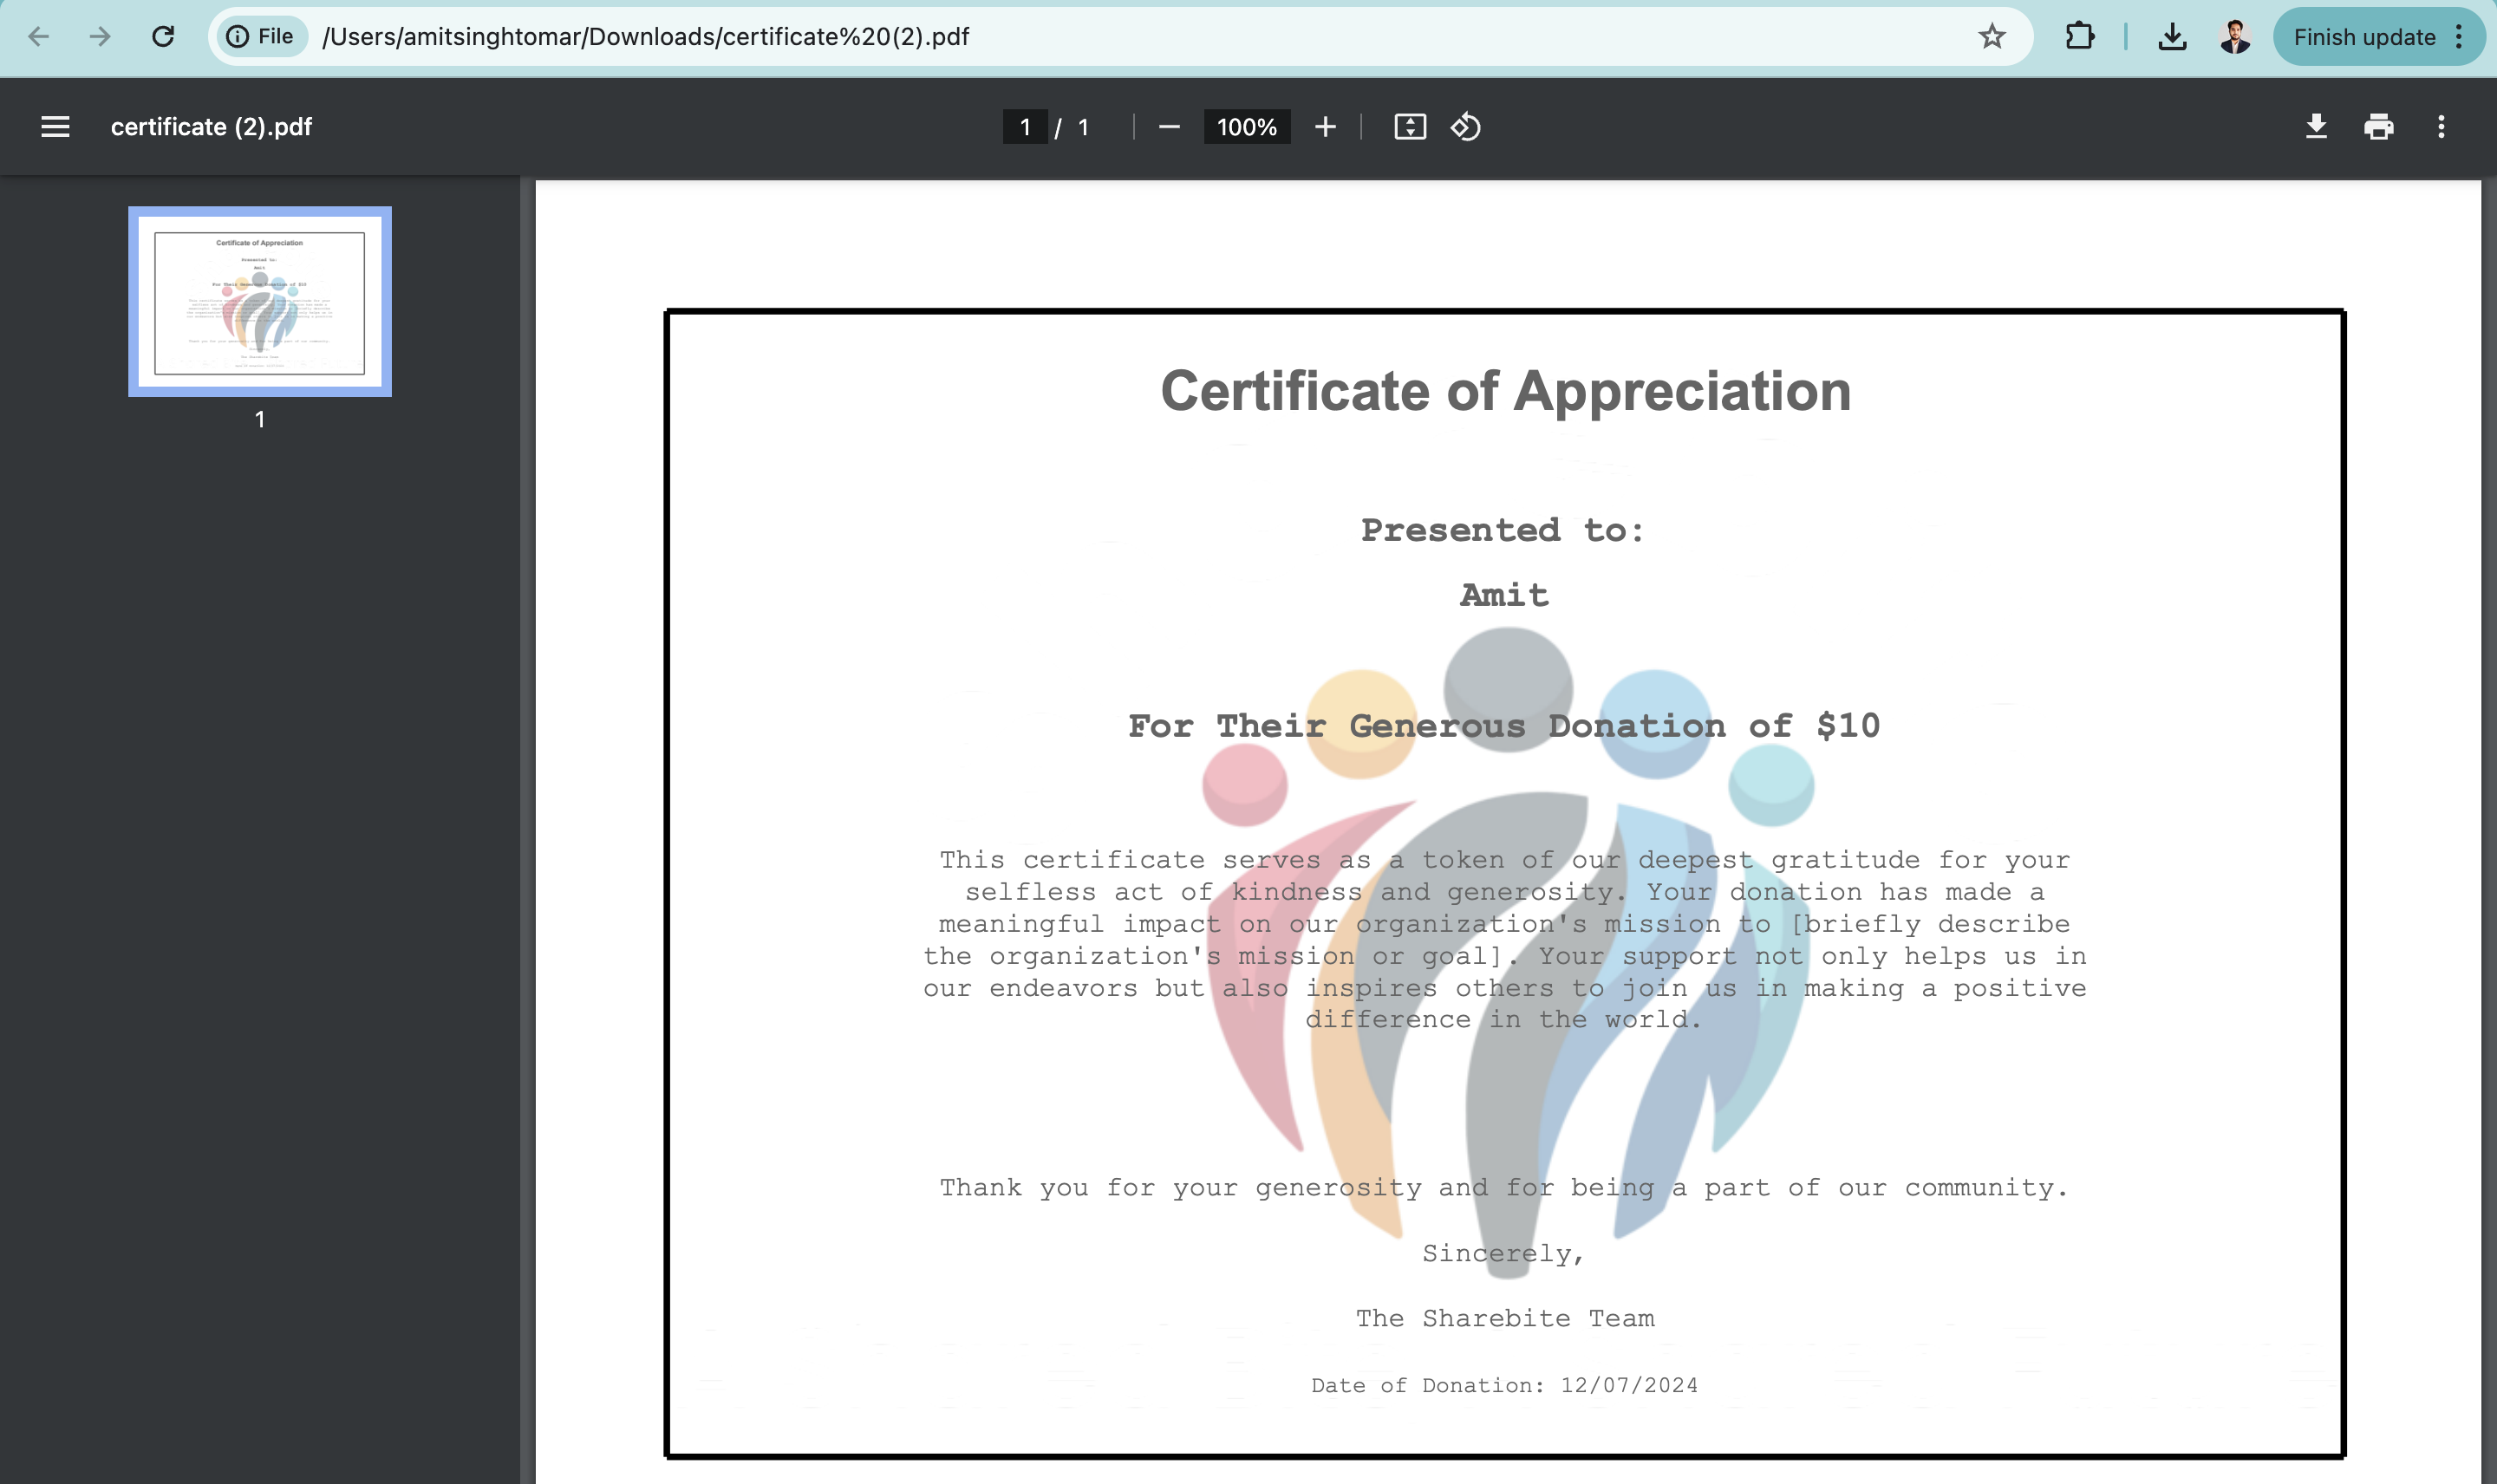 File
/Users/amitsinghtomar/Downloads/certificate%20(2).pdf
Finish update
certificate (2).pdf
1 / 1
100%
1
Certificate of Appreciation
Presented to:
Amit
For Their Generous Donation of $10
This certificate serves as a token of our deepest gratitude for your
selfless act of kindness and generosity. Your donation has made a
meaningful impact on our organization's mission to [briefly describe
the organization's mission or goal]. Your support not only helps us in
our endeavors but also inspires others to join us in making a positive
difference in the world.
Thank you for your generosity and for being a part of our community.
Sincerely,
The Sharebite Team
Date of Donation: 12/07/2024